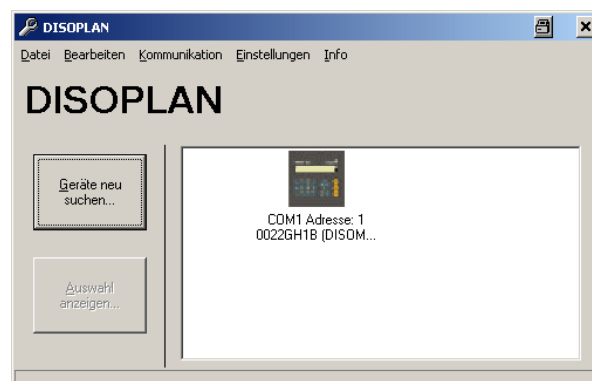 DISOPLAN
Datei Bearbeiten Kommunikation Einstellungen Info
DISOPLAN
Geräte neu
suchen...
COM1 Adresse: 1
0022GH1B (DISOM...
Auswahl
anzeigen...